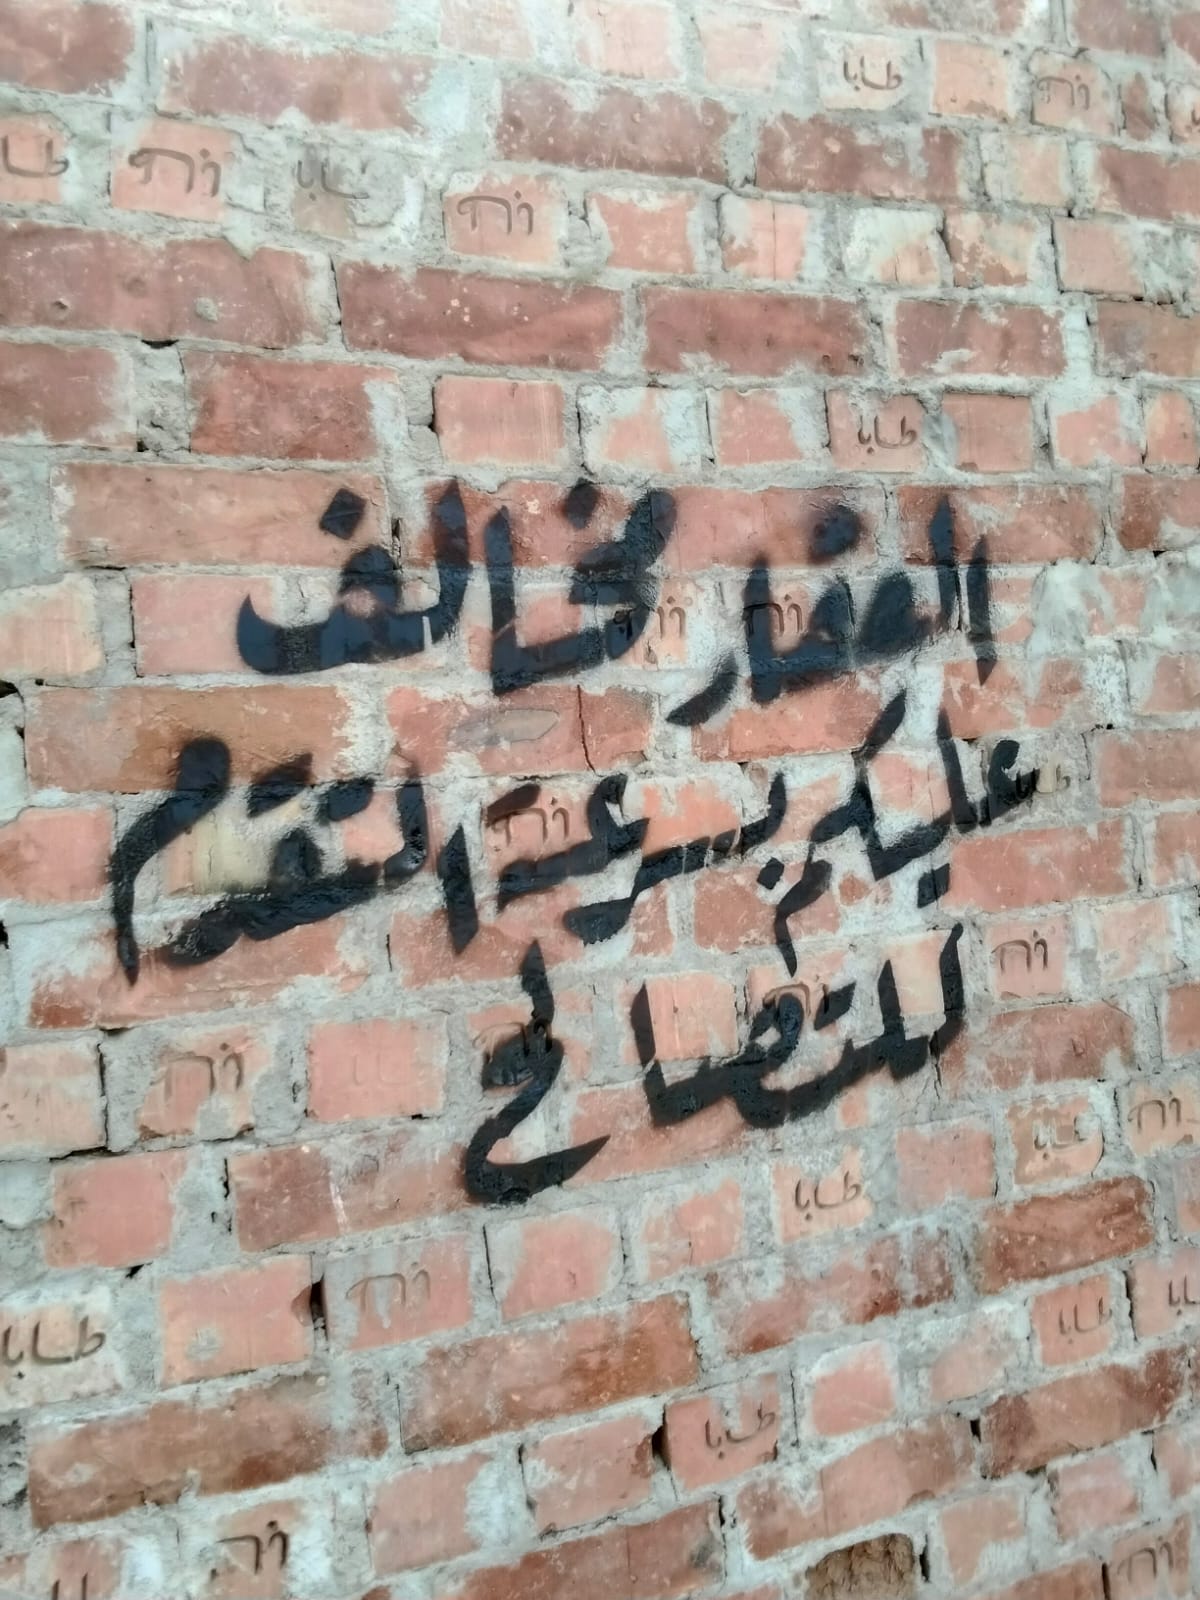 العقار مخالف
عليكم بسرعة التقدم
للتصالح